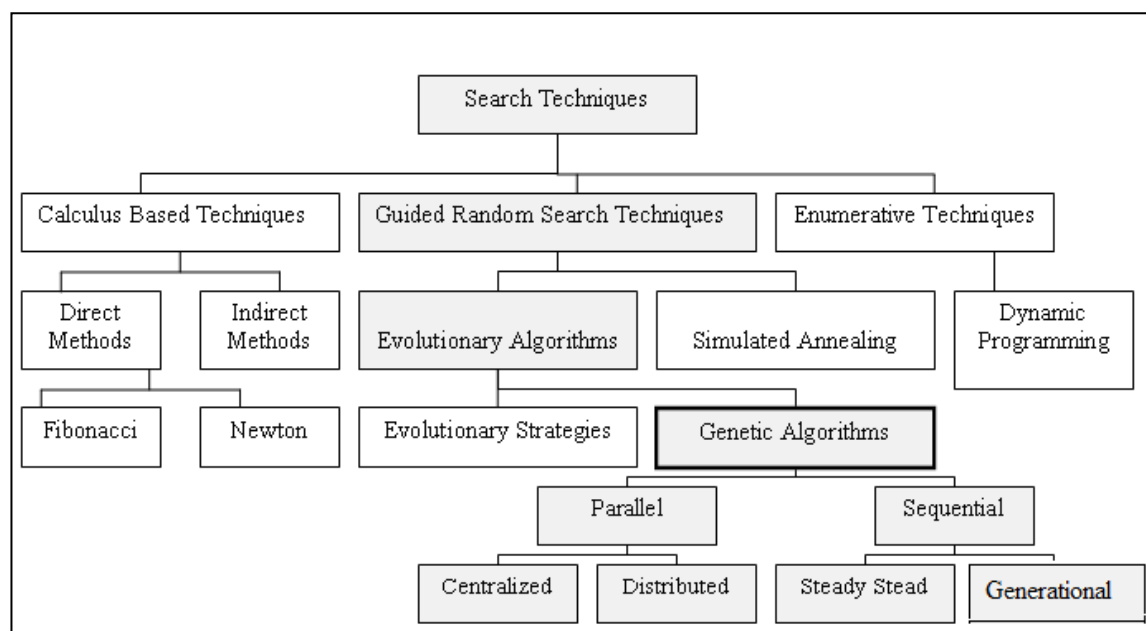 Search Techniques
Calculus Based Techniques
Guided Random Search Techniques
Enumerative Techniques
Direct
Methods
Indirect
Methods
Evolutionary Algorithms
Simulated Annealing
Dynamic
Programming
Fibonacci
Newton
Evolutionary Strategies
Genetic Algorithms
Parallel
Sequential
Centralized
Distributed
Steady Stead
Generational